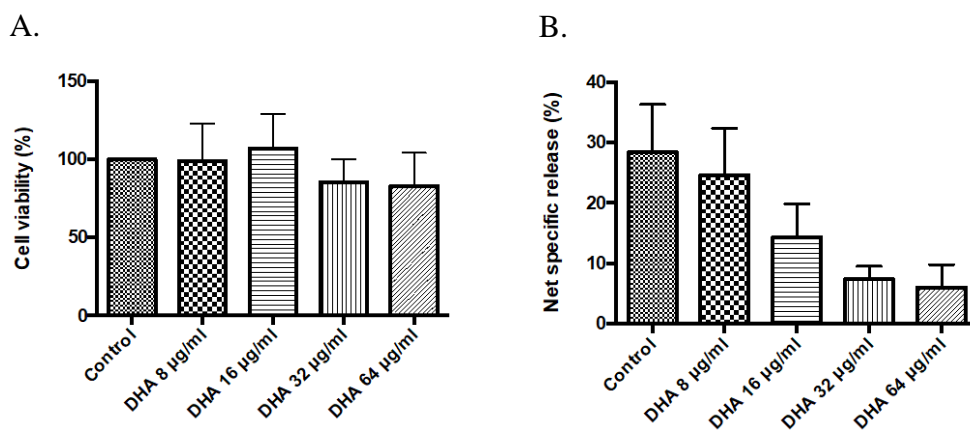 A.
B.
Cell viability (%)
150
100
50
0
Control
DHA 8 µg/ml
DHA 16 µg/ml
DHA 32 µg/ml
DHA 64 µg/ml
Net specific release (%)
40
30
20
10
0
Control
DHA 8 µg/ml
DHA 16 µg/ml
DHA 32 µg/ml
DHA 64 µg/ml